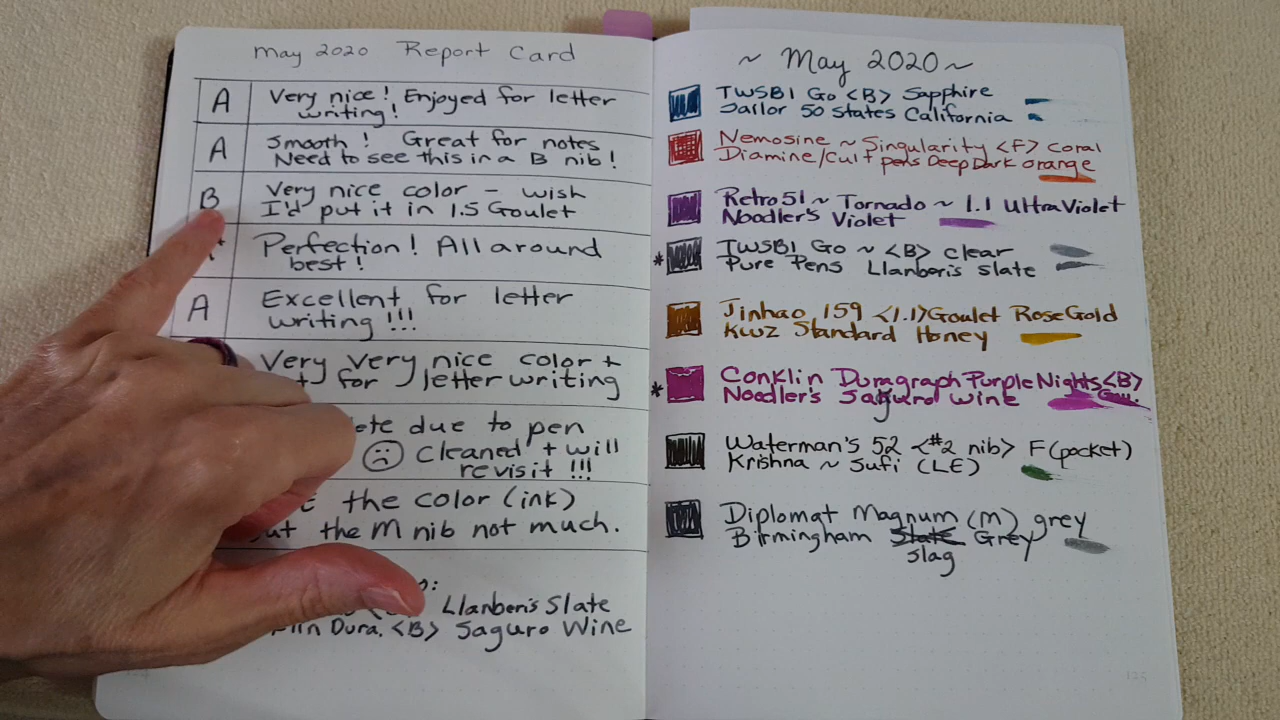 May 2020 Report Card
A
Very nice! Enjoyed for letter
writing!
A
Smooth! Great for notes
Need to see this in a B nib!
B
Very nice color - wish
I'd put it in 1.5 Goulet
Perfection! All around
best!
A
Excellent for letter
writing!!!
Very very nice color +
for letter writing
due to pen
Cleaned + will
revisit!!!
the color (ink)
the M nib not much.
Llanberis Slate
Dura. <B> Saguro Wine
~ May 2020 ~
TWSBI Go <B> Sapphire
Sailor 50 States California
Nemosine ~ Singularity <F> Coral
Diamine/Cult pens Deep Dark orange
Retro51 ~ Tornado ~ 1.1 UltraViolet
Noodler's Violet
* TWSBI Go ~ <B> clear
Pure Pens Llanberis slate
Jinhao 159 <1.1> Goulet Rose Gold
KWZ Standard Honey
* Conklin Duragraph Purple Nights <B>
Noodler's Saguro wine Gou.
Waterman's 52 <#2 nib> F (pocket)
Krishna ~ Sufi (LE)
Diplomat Magnum (M) grey
Birmingham Slate Grey
slag
125